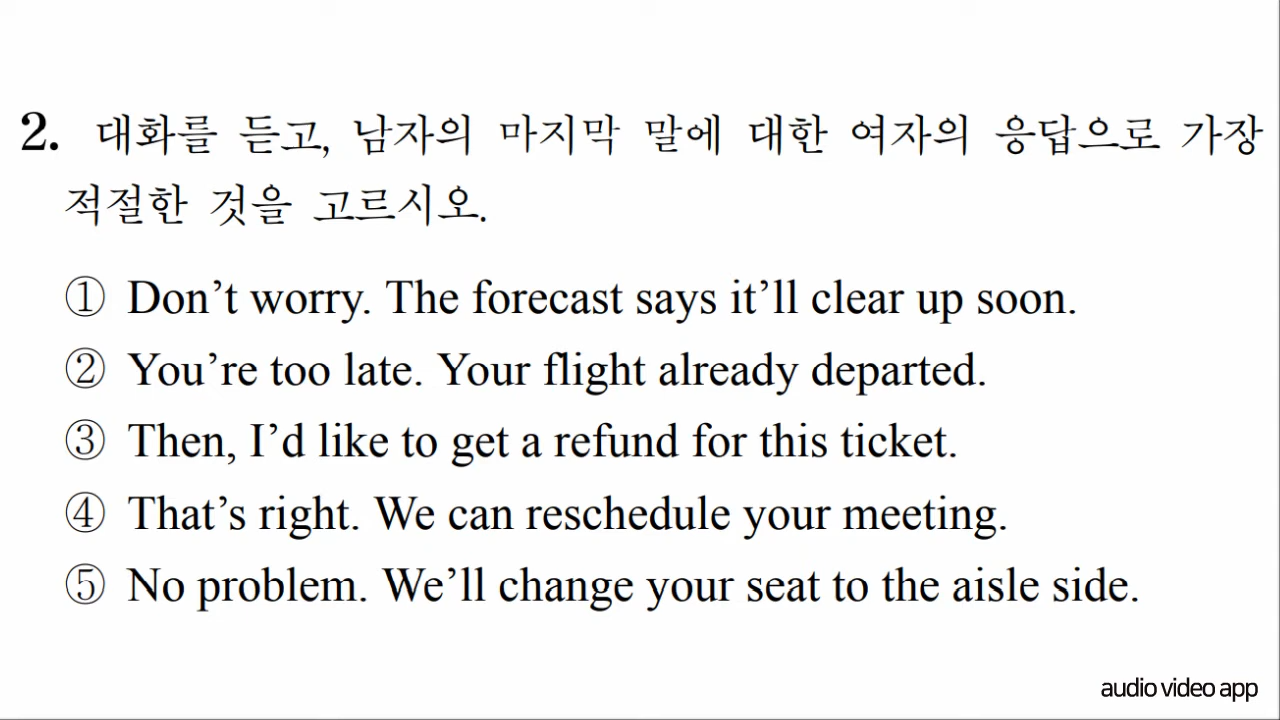 2. 대화를 듣고, 남자의 마지막 말에 대한 여자의 응답으로 가장
적절한 것을 고르시오.
① Don’t worry. The forecast says it’ll clear up soon.
② You’re too late. Your flight already departed.
③ Then, I’d like to get a refund for this ticket.
④ That’s right. We can reschedule your meeting.
⑤ No problem. We’ll change your seat to the aisle side.
audio video app